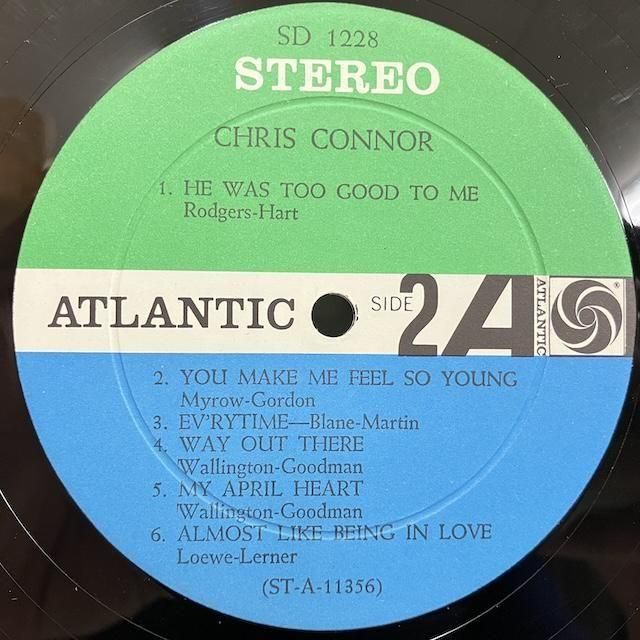 SD 1228
STEREO
CHRIS CONNOR
1. HE WAS TOO GOOD TO ME
Rodgers-Hart
ATLANTIC SIDE 2 A ATLANTIC ®
2. YOU MAKE ME FEEL SO YOUNG
Myrow-Gordon
3. EV'RYTIME—Blane-Martin
4. WAY OUT THERE
Wallington-Goodman
5. MY APRIL HEART
Wallington-Goodman
6. ALMOST LIKE BEING IN LOVE
Loewe-Lerner
(ST-A-11356)